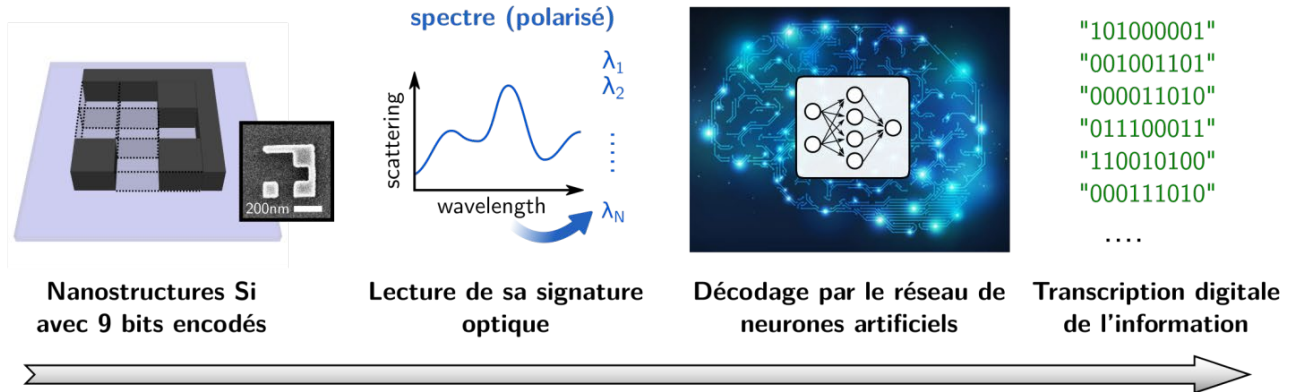 spectre (polarisé)
scattering
wavelength
λ1
λ2
λN
200nm
"101000001"
"001001101"
"000011010"
"011100011"
"110010100"
"000111010"
....
Nanostructures Si
avec 9 bits encodés
Lecture de sa signature
optique
Décodage par le réseau de
neurones artificiels
Transcription digitale
de l'information